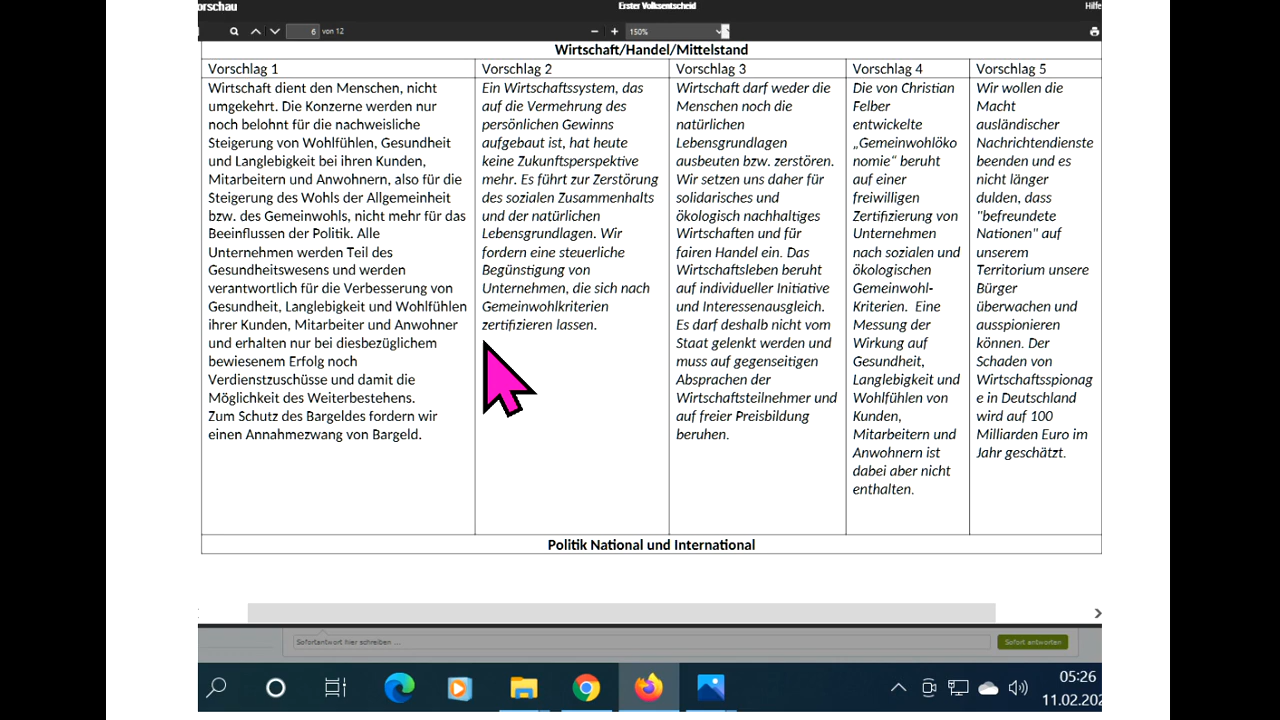 orschau
Erster Volksentscheid
Hilfe
6 von 12
150%
Wirtschaft/Handel/Mittelstand
Vorschlag 1
Wirtschaft dient den Menschen, nicht
umgekehrt. Die Konzerne werden nur
noch belohnt für die nachweisliche
Steigerung von Wohlfühlen, Gesundheit
und Langlebigkeit bei ihren Kunden,
Mitarbeitern und Anwohnern, also für die
Steigerung des Wohls der Allgemeinheit
bzw. des Gemeinwohls, nicht mehr für das
Beeinflussen der Politik. Alle
Unternehmen werden Teil des
Gesundheitswesens und werden
verantwortlich für die Verbesserung von
Gesundheit, Langlebigkeit und Wohlfühlen
ihrer Kunden, Mitarbeiter und Anwohner
und erhalten nur bei diesbezüglichem
bewiesenem Erfolg noch
Verdienstzuschüsse und damit die
Möglichkeit des Weiterbestehens.
Zum Schutz des Bargeldes fordern wir
einen Annahmezwang von Bargeld.
Vorschlag 2
Ein Wirtschaftssystem, das
auf die Vermehrung des
persönlichen Gewinns
aufgebaut ist, hat heute
keine Zukunftsperspektive
mehr. Es führt zur Zerstörung
des sozialen Zusammenhalts
und der natürlichen
Lebensgrundlagen. Wir
fordern eine steuerliche
Begünstigung von
Unternehmen, die sich nach
Gemeinwohlkriterien
zertifizieren lassen.
Vorschlag 3
Wirtschaft darf weder die
Menschen noch die
natürlichen
Lebensgrundlagen
ausbeuten bzw. zerstören.
Wir setzen uns daher für
solidarisches und
ökologisch nachhaltiges
Wirtschaften und für
fairen Handel ein. Das
Wirtschaftsleben beruht
auf individueller Initiative
und Interessenausgleich.
Es darf deshalb nicht vom
Staat gelenkt werden und
muss auf gegenseitigen
Absprachen der
Wirtschaftsteilnehmer und
auf freier Preisbildung
beruhen.
Vorschlag 4
Die von Christian
Felber
entwickelte
„Gemeinwohlöko
nomie“ beruht
auf einer
freiwilligen
Zertifizierung von
Unternehmen
nach sozialen und
ökologischen
Gemeinwohl-
Kriterien. Eine
Messung der
Wirkung auf
Gesundheit,
Langlebigkeit und
Wohlfühlen von
Kunden,
Mitarbeitern und
Anwohnern ist
dabei aber nicht
enthalten.
Vorschlag 5
Wir wollen die
Macht
ausländischer
Nachrichtendienste
beenden und es
nicht länger
dulden, dass
"befreundete
Nationen" auf
unserem
Territorium unsere
Bürger
überwachen und
ausspionieren
können. Der
Schaden von
Wirtschaftsspionag
e in Deutschland
wird auf 100
Milliarden Euro im
Jahr geschätzt.
Politik National und International
Sofortantwort hier schreiben ...
Sofort antworten
05:26
11.02.202